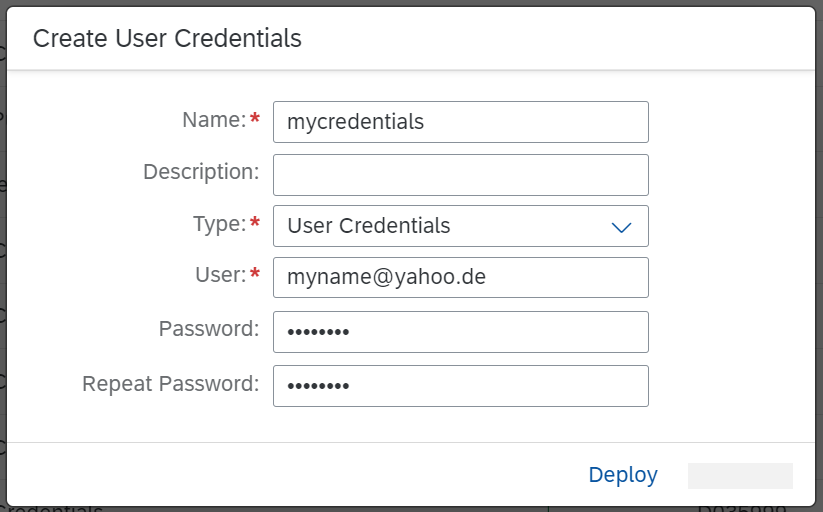 Create User Credentials
Name:* mycredentials
Description:
Type:* User Credentials
User:* myname@yahoo.de
Password: ••••••••
Repeat Password: ••••••••
Deploy